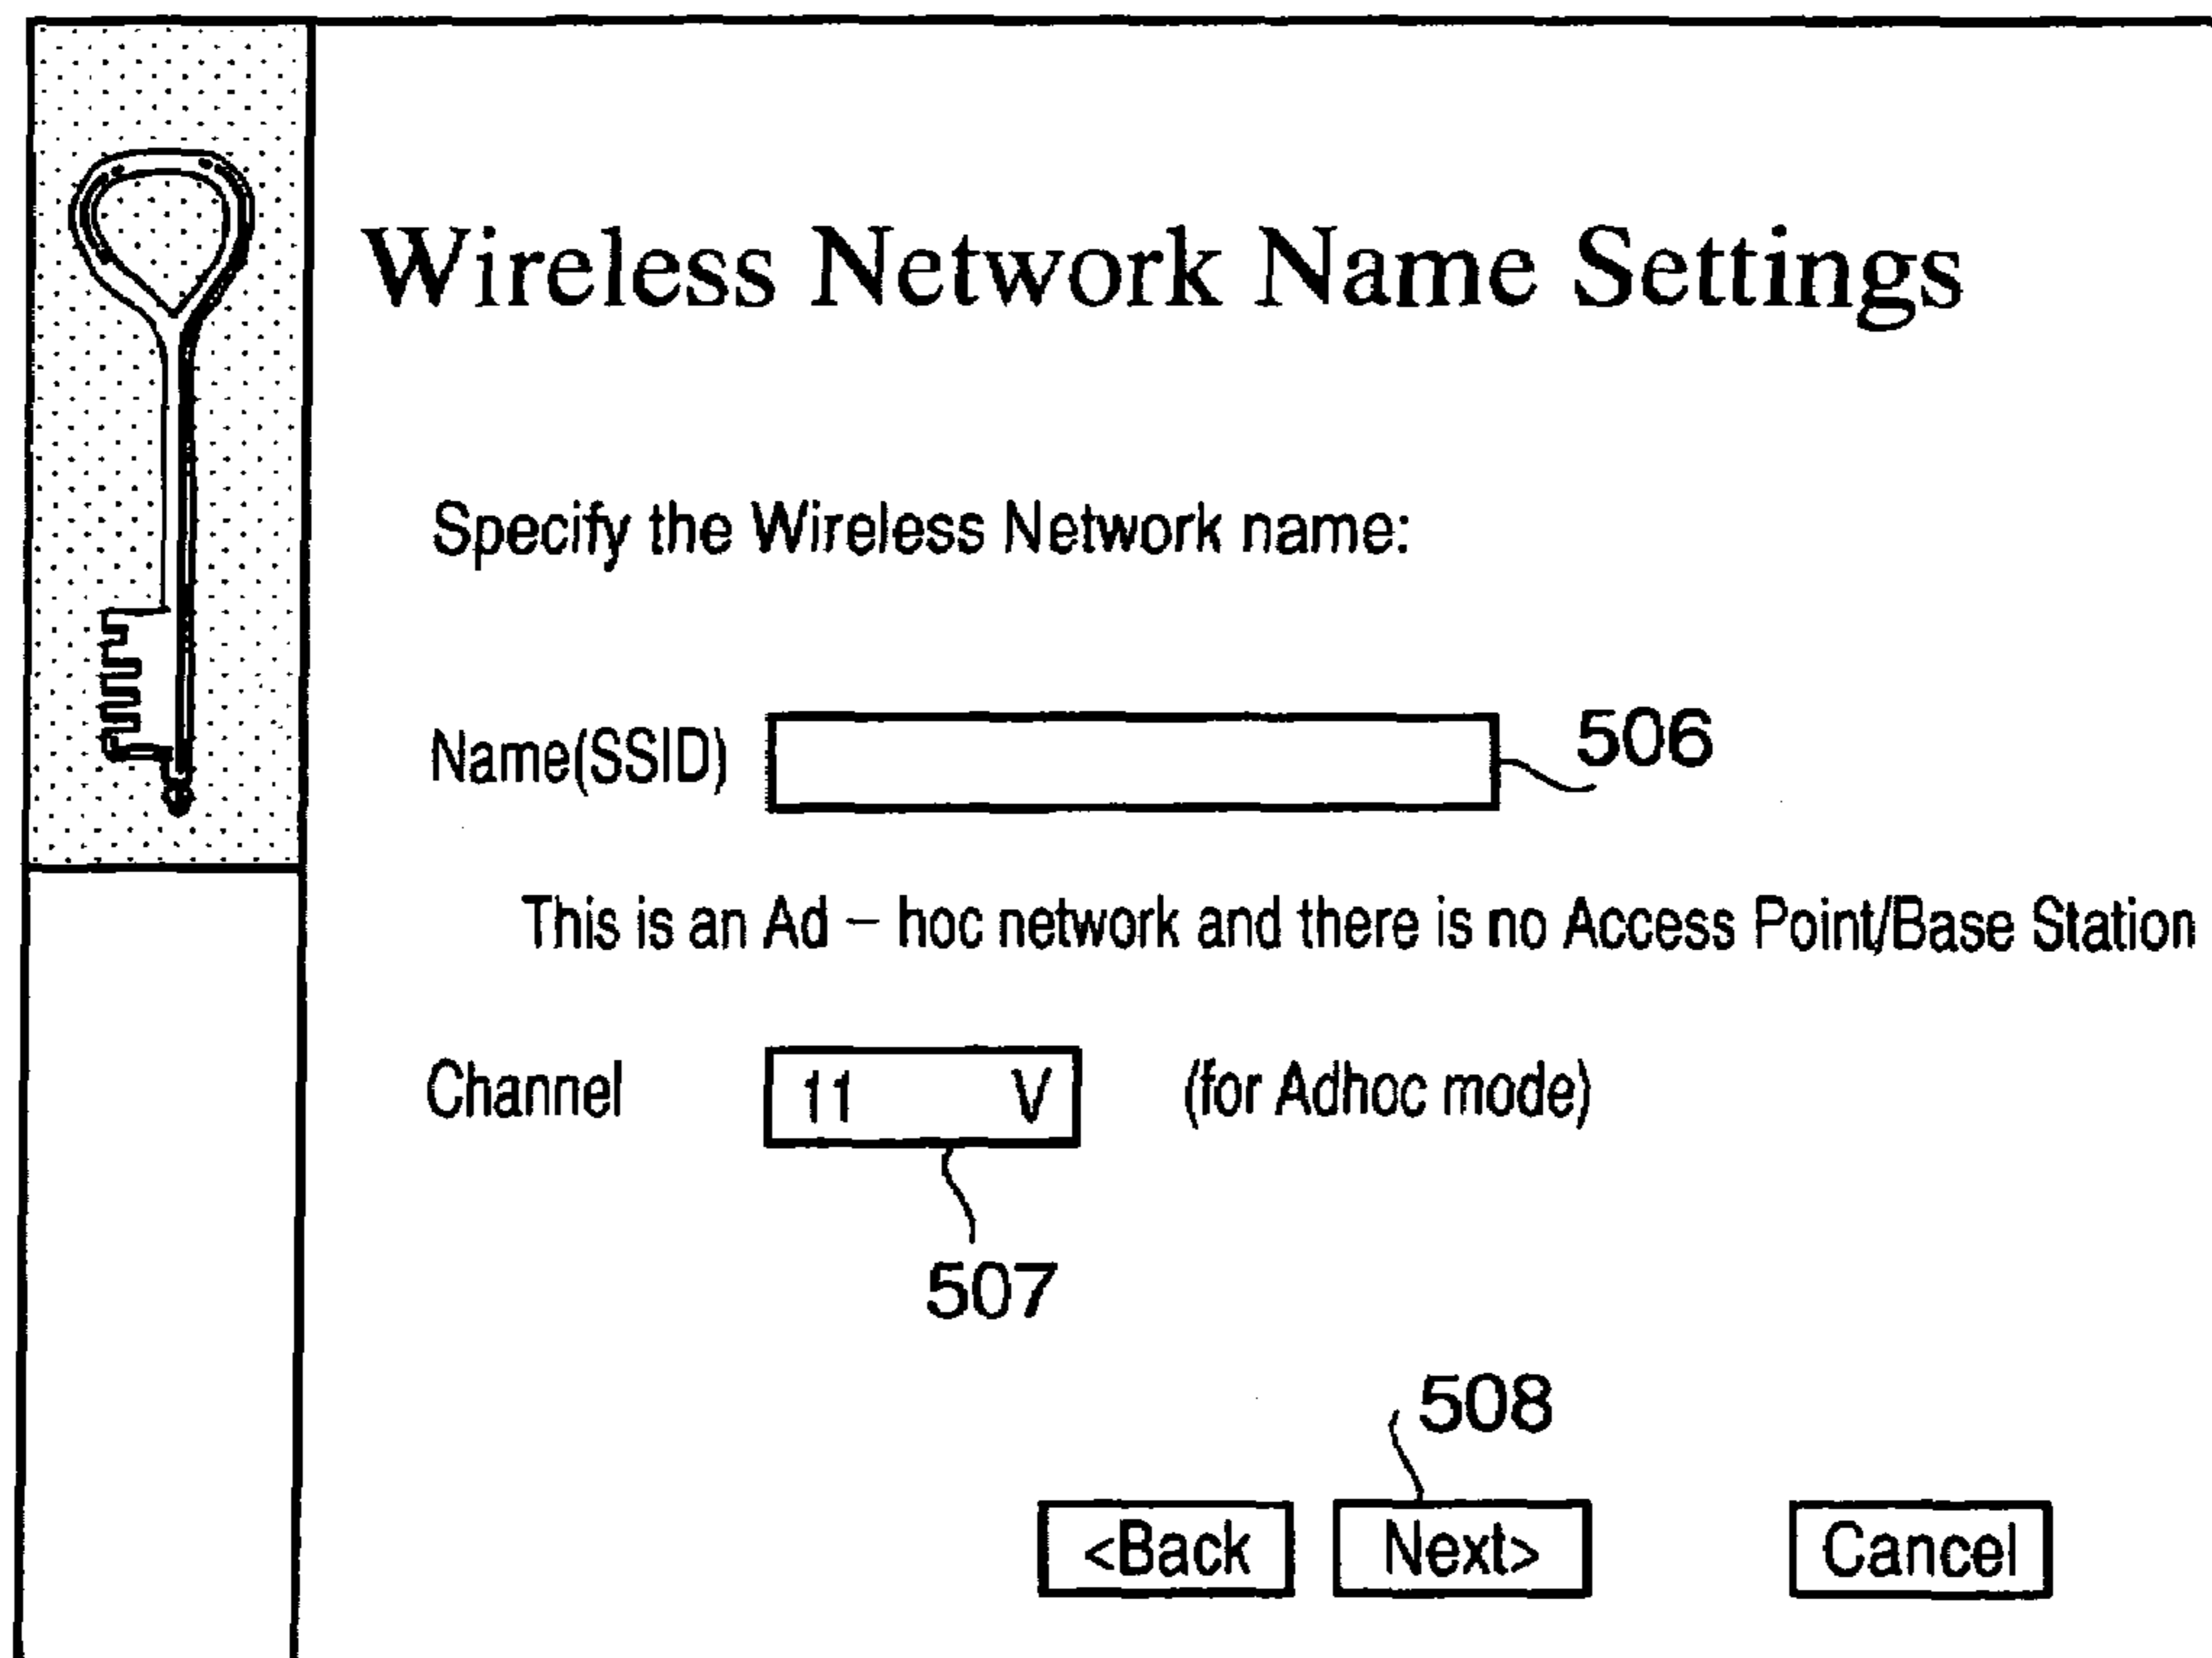 Wireless Network Name Settings
Specify the Wireless Network name:
Name(SSID) 506
This is an Ad – hoc network and there is no Access Point/Base Station
Channel 11 V (for Adhoc mode)
507
508
<Back Next> Cancel